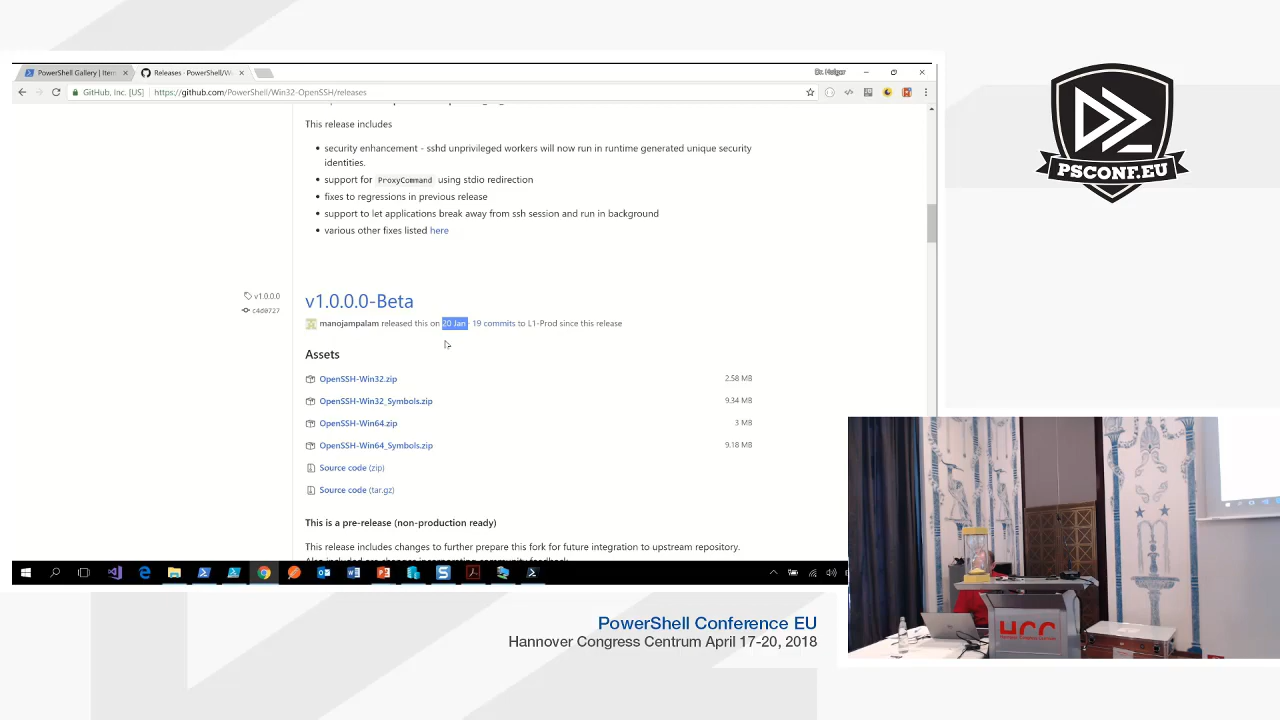 PowerShell Gallery | Item
Releases · PowerShell/W
Dr. Holger
GitHub, Inc. [US]
https://github.com/PowerShell/Win32-OpenSSH/releases
This release includes
security enhancement - sshd unprivileged workers will now run in runtime generated unique security
identities.
support for ProxyCommand using stdio redirection
fixes to regressions in previous release
support to let applications break away from ssh session and run in background
various other fixes listed here
v1.0.0.0
c4d0727
v1.0.0.0-Beta
manojampalam released this on 20 Jan · 19 commits to L1-Prod since this release
Assets
OpenSSH-Win32.zip 2.58 MB
OpenSSH-Win32_Symbols.zip 9.34 MB
OpenSSH-Win64.zip 3 MB
OpenSSH-Win64_Symbols.zip 9.18 MB
Source code (zip)
Source code (tar.gz)
This is a pre-release (non-production ready)
This release includes changes to further prepare this fork for future integration to upstream repository.
PSCONF.EU
HCC
PowerShell Conference EU
Hannover Congress Centrum April 17-20, 2018